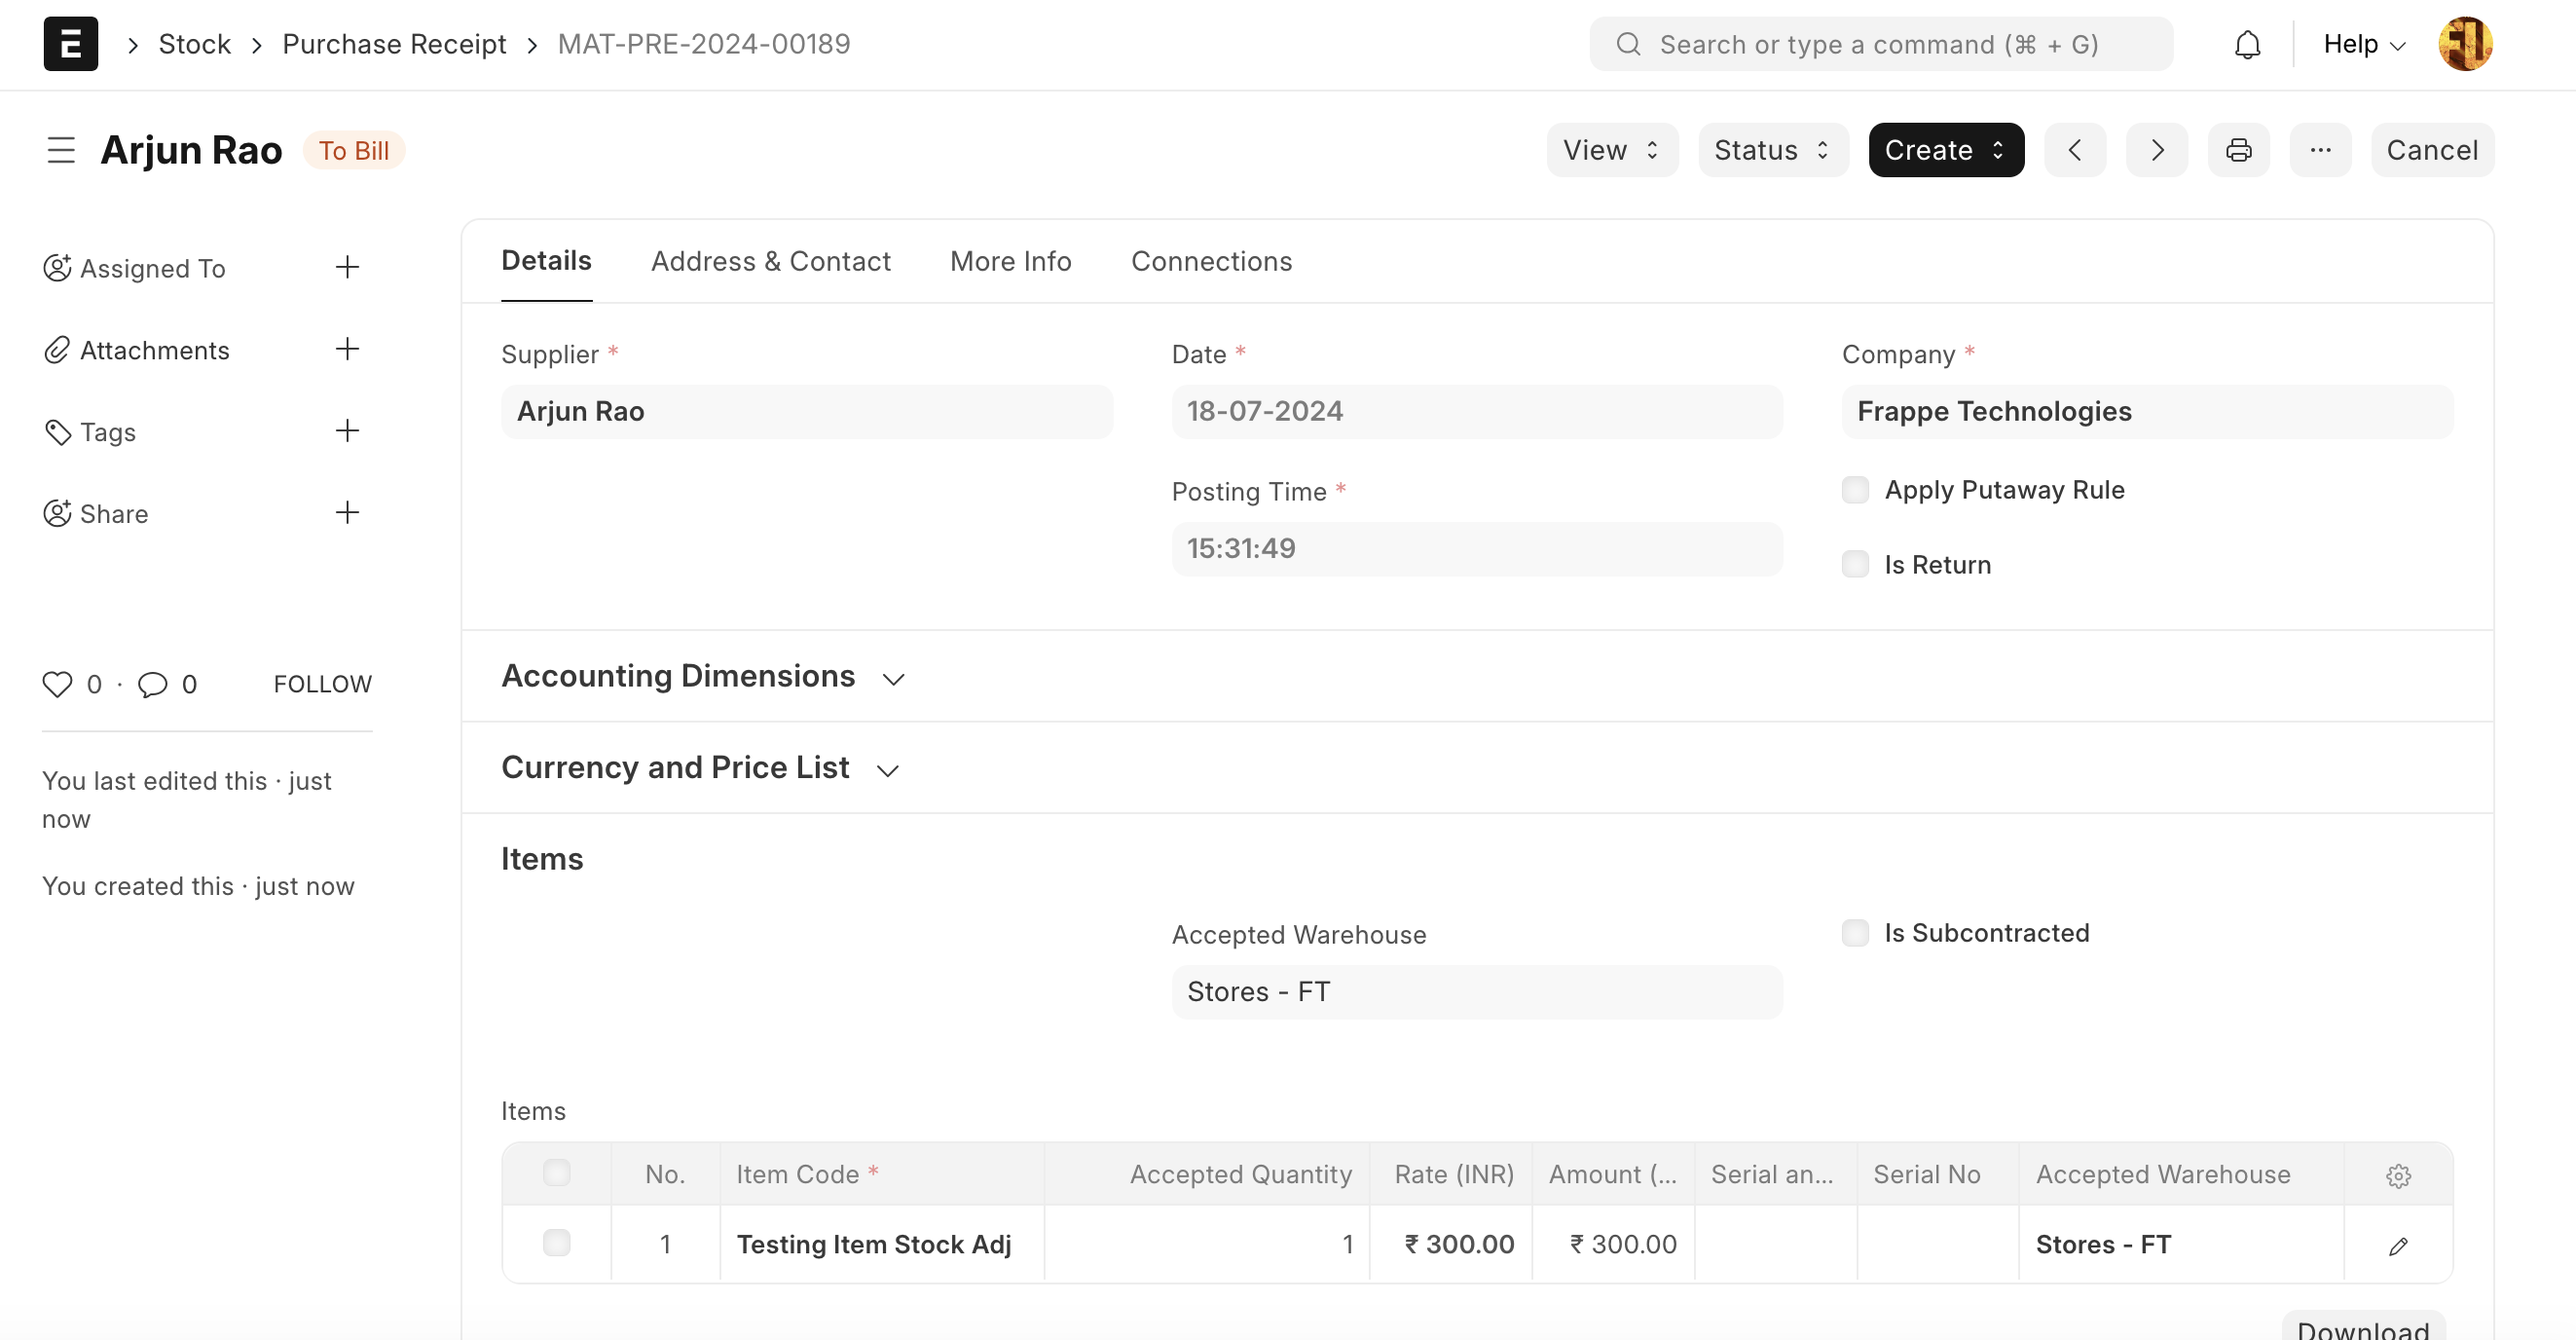 Stock > Purchase Receipt > MAT-PRE-2024-00189
Search or type a command (⌘ + G)
Help
Arjun Rao
To Bill
View
Status
Create
Cancel
Assigned To
Attachments
Tags
Share
0 · 0 FOLLOW
You last edited this · just
now
You created this · just now
Details
Address & Contact
More Info
Connections
Supplier *
Arjun Rao
Date *
18-07-2024
Posting Time *
15:31:49
Company *
Frappe Technologies
Apply Putaway Rule
Is Return
Accounting Dimensions
Currency and Price List
Items
Accepted Warehouse
Stores - FT
Is Subcontracted
Items
No. Item Code * Accepted Quantity Rate (INR) Amount (... Serial an... Serial No Accepted Warehouse
1 Testing Item Stock Adj 1 ₹ 300.00 ₹ 300.00 Stores - FT
Download